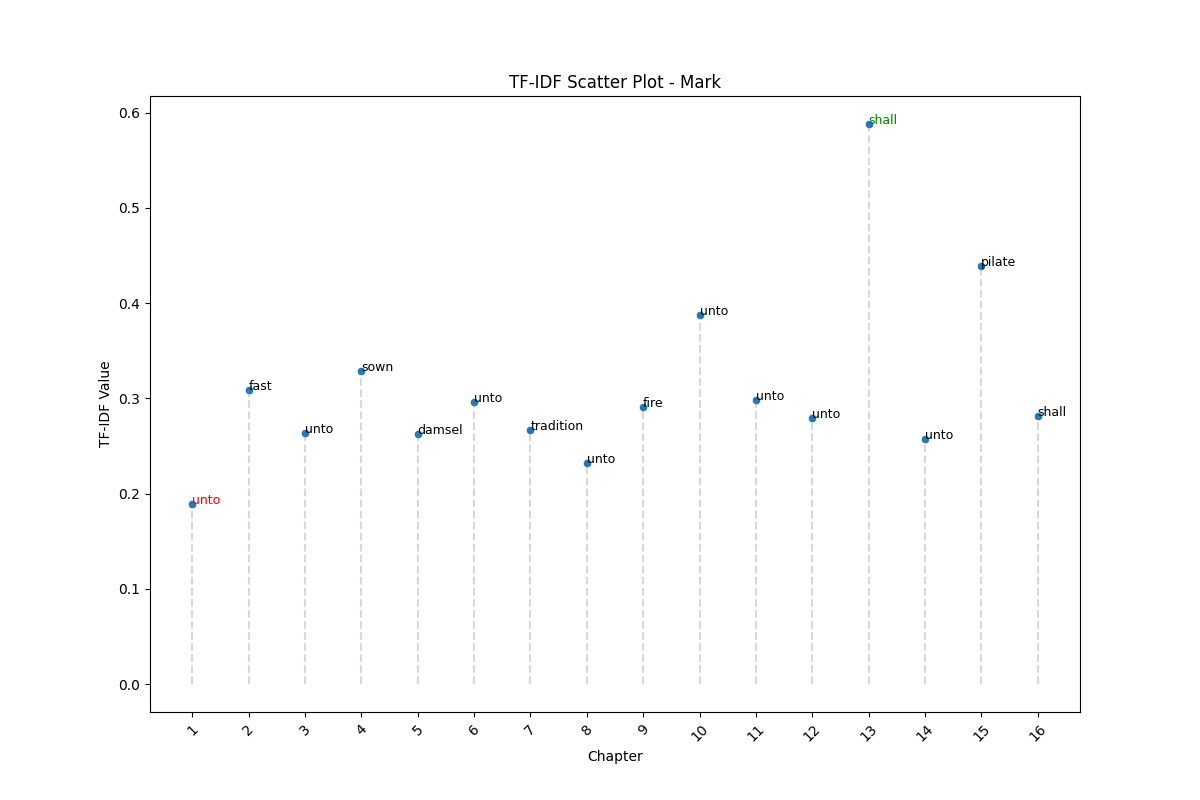 TF-IDF Scatter Plot - Mark
0.6
0.5
0.4
0.3
0.2
0.1
0.0
TF-IDF Value
unto
fast
unto
sown
damsel
unto
tradition
unto
fire
unto
unto
unto
shall
unto
pilate
shall
1 2 3 4 5 6 7 8 9 10 11 12 13 14 15 16
Chapter